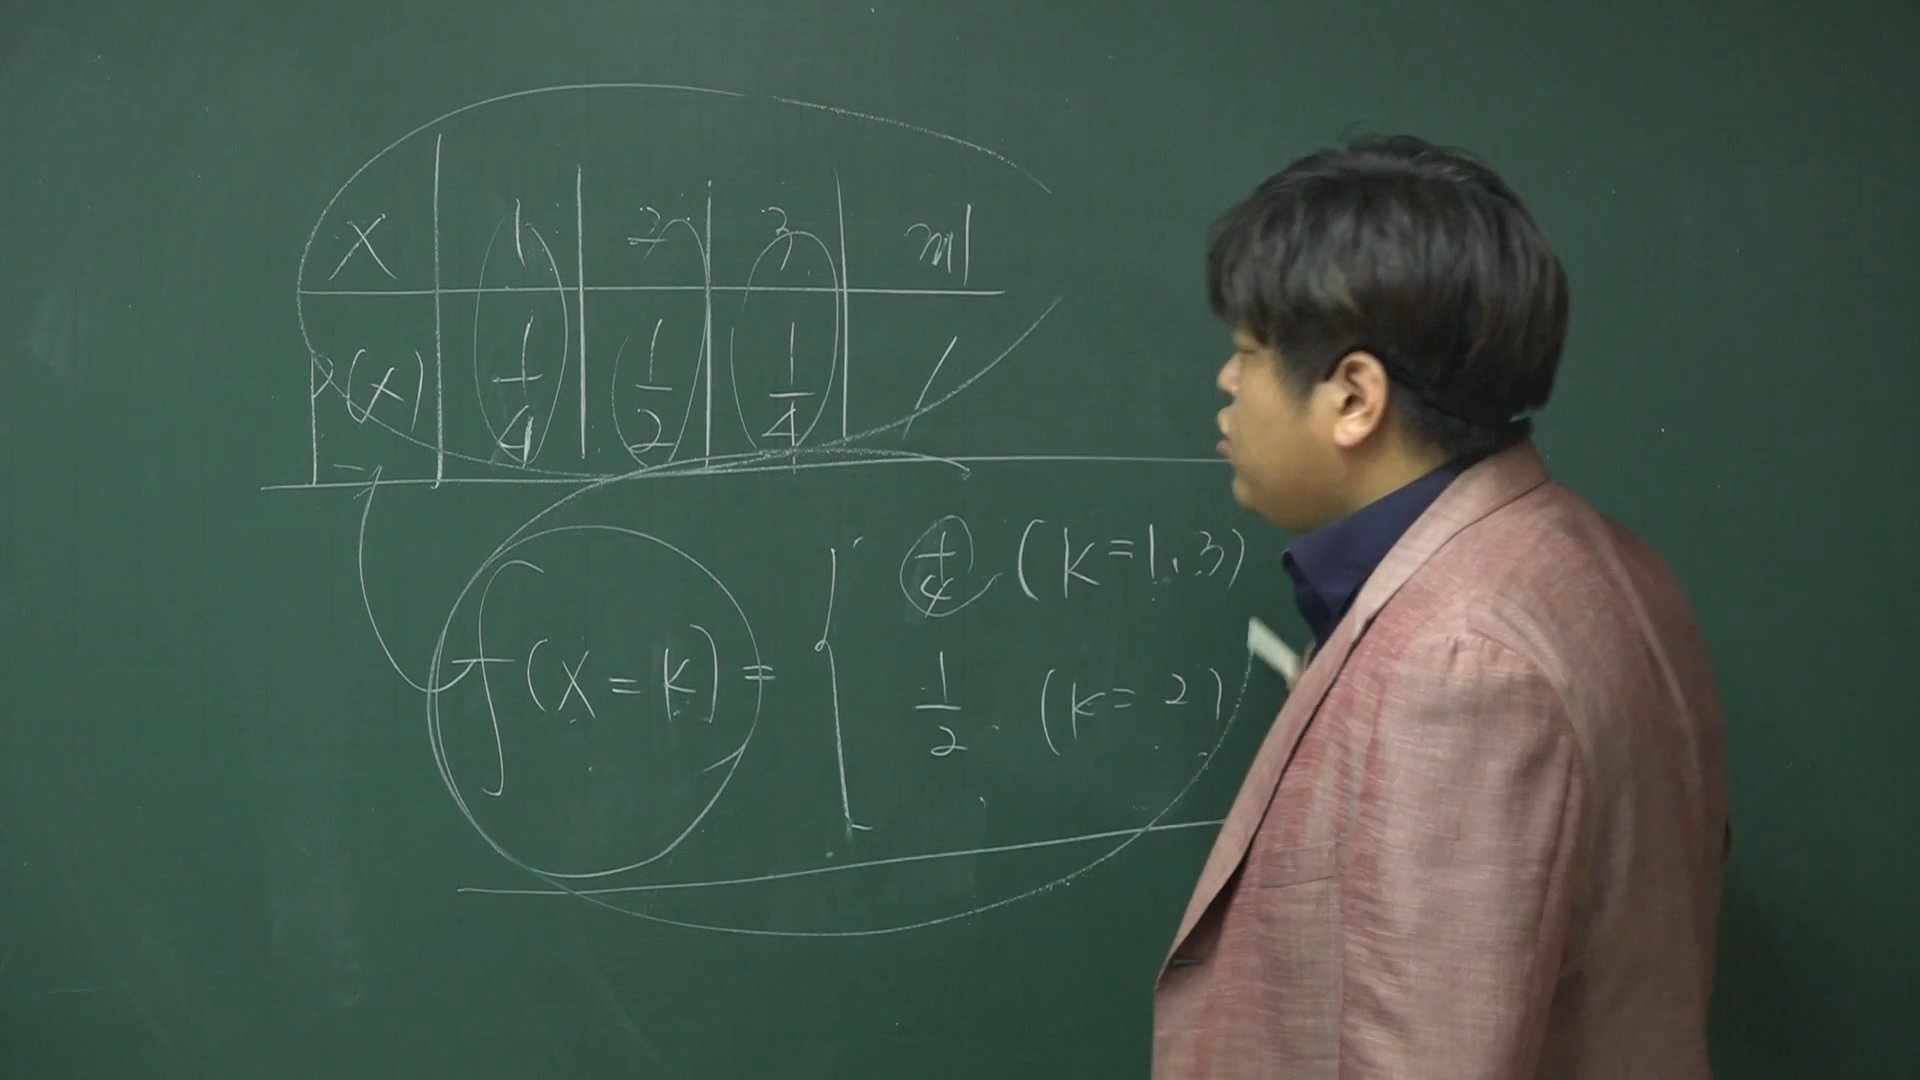 X 1 2 3 계
P(X) 1/4 1/2 1/4 1
f(X=k)= { 1/4 (k=1,3)
1/2 (k=2)